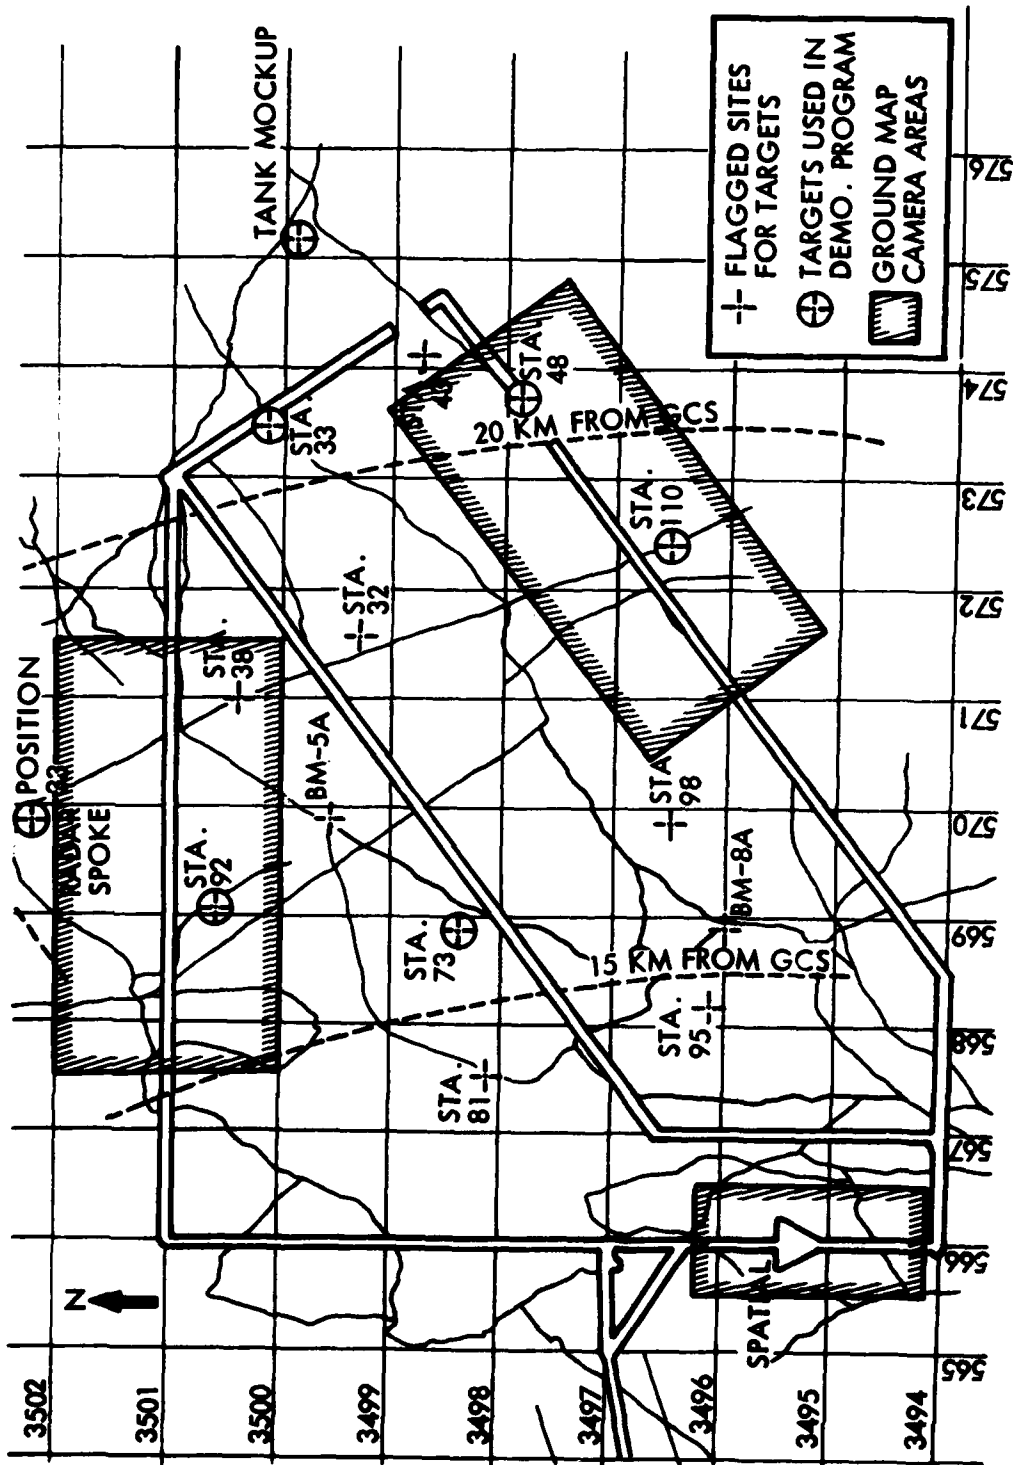 TANK MOCKUP
FLAGGED SITES
FOR TARGETS
TARGETS USED IN
DEMO. PROGRAM
GROUND MAP
CAMERA AREAS
POSITION
33
RADAR
SPOKE
STA.
92
STA.
38
BM-5A
STA.
32
STA.
33
STA.
48
20 KM FROM GCS
STA.
110
STA.
98
BM-8A
STA.
73
15 KM FROM GCS
STA.
95
STA.
81
SPATIAL
N
3502
3501
3500
3499
3498
3497
3496
3495
3494
565
566
567
568
569
570
571
572
573
574
575
576